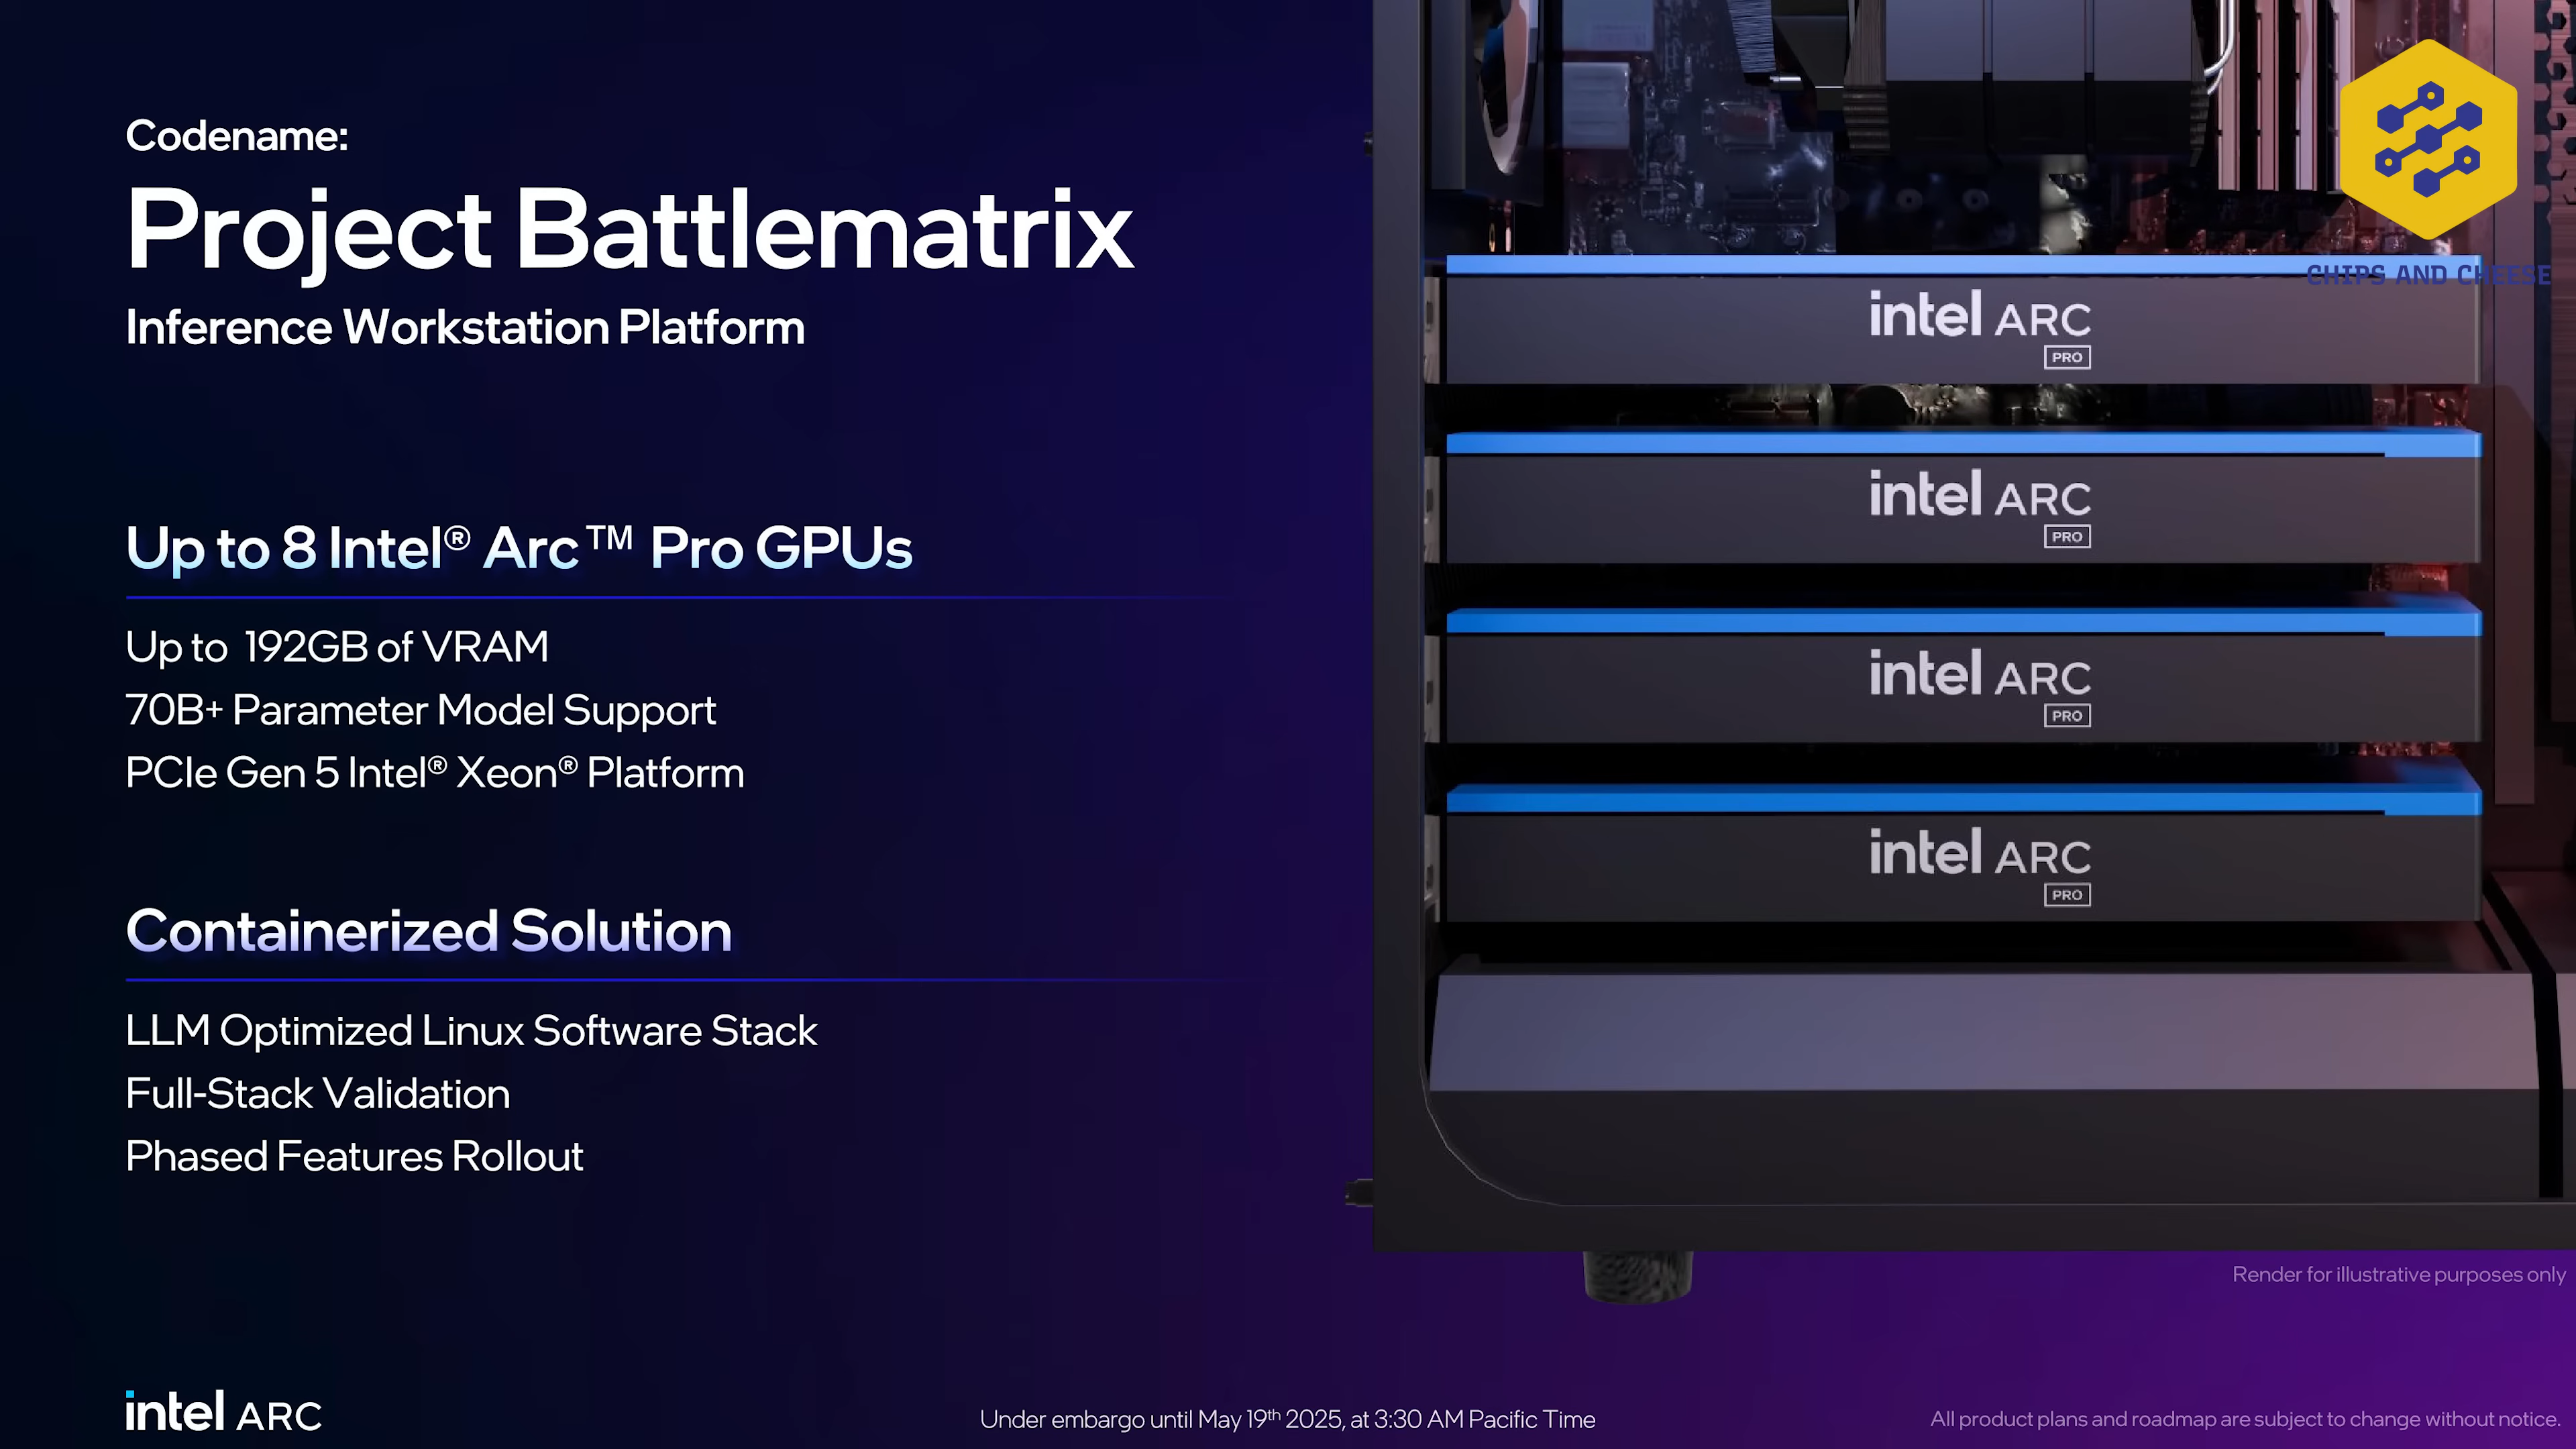 Codename:
Project Battlematrix
Inference Workstation Platform
Up to 8 Intel® Arc™ Pro GPUs
Up to 192GB of VRAM
70B+ Parameter Model Support
PCIe Gen 5 Intel® Xeon® Platform
Containerized Solution
LLM Optimized Linux Software Stack
Full-Stack Validation
Phased Features Rollout
CHIPS AND CHEESE
intel ARC
PRO
intel ARC
PRO
intel ARC
PRO
intel ARC
PRO
Render for illustrative purposes only
intel ARC
Under embargo until May 19th 2025, at 3:30 AM Pacific Time
All product plans and roadmap are subject to change without notice.